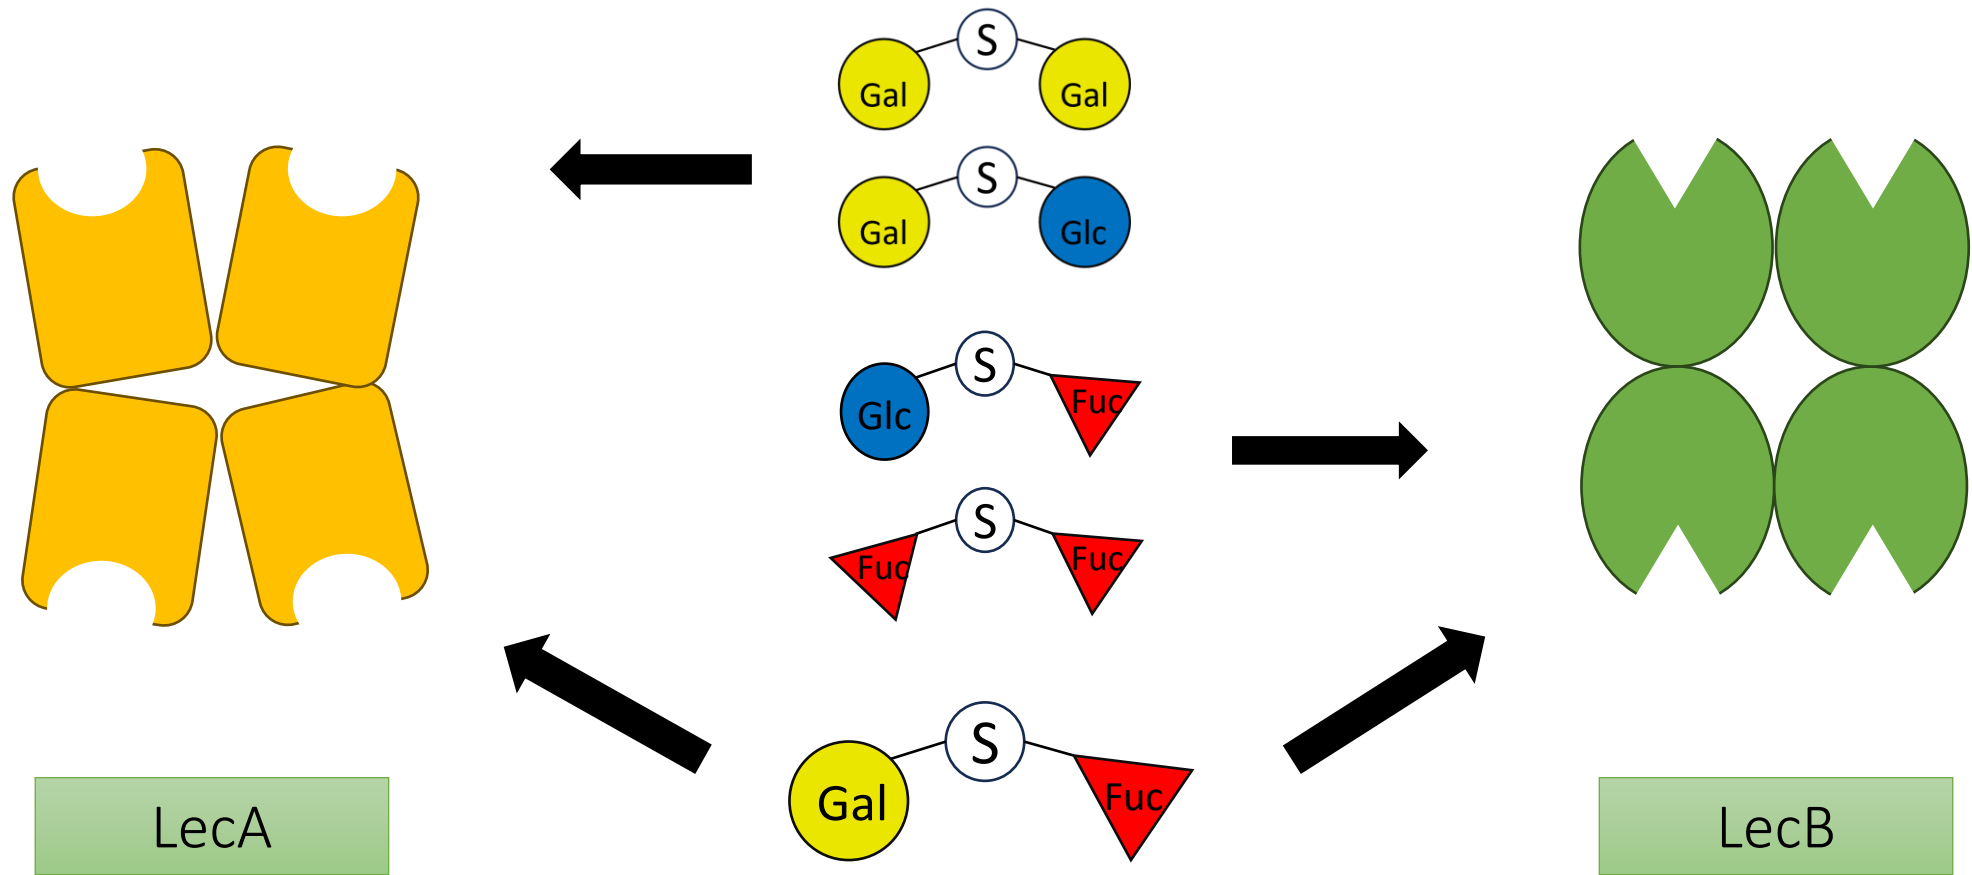 S
Gal Gal
S
Gal Glc
S
Glc Fuc
S
Fuc Fuc
S
Gal Fuc
LecA
LecB